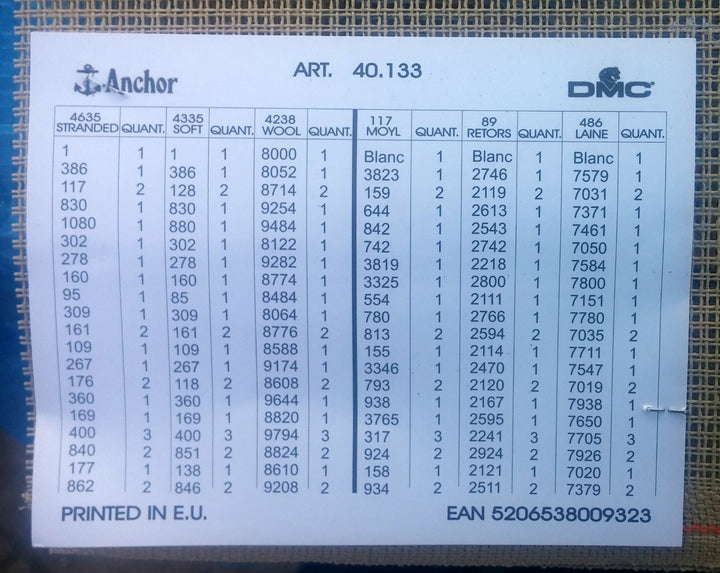 Anchor ART. 40.133 DMC
4635 STRANDED QUANT. 4335 SOFT QUANT. 4238 WOOL QUANT. 117 MOYL QUANT. 89 RETORS QUANT. 486 LAINE QUANT.
1 1 1 1 8000 1 Blanc 1 Blanc 1 Blanc 1
386 1 386 1 8052 1 3823 1 2746 1 7579 1
117 2 128 2 8714 2 159 2 2119 2 7031 2
830 1 830 1 9254 1 644 1 2613 1 7371 1
1080 1 880 1 9484 1 842 1 2543 1 7461 1
302 1 302 1 8122 1 742 1 2742 1 7050 1
278 1 278 1 9282 1 3819 1 2218 1 7584 1
160 1 160 1 8774 1 3325 1 2800 1 7800 1
95 1 85 1 8484 1 554 1 2111 1 7151 1
309 1 309 1 8064 1 780 1 2766 1 7780 1
161 2 161 2 8776 2 813 2 2594 2 7035 2
109 1 109 1 8588 1 155 1 2114 1 7711 1
267 1 267 1 9174 1 3346 1 2470 1 7547 1
176 2 118 2 8608 2 793 2 2120 2 7019 2
360 1 360 1 9644 1 938 1 2167 1 7938 1
169 1 169 1 8820 1 3765 1 2595 1 7650 1
400 3 400 3 9794 3 317 3 2241 3 7705 3
840 2 851 2 8824 2 924 2 2924 2 7926 2
177 1 138 1 8610 1 158 1 2121 1 7020 1
862 2 846 2 9208 2 934 2 2511 2 7379 2
PRINTED IN E.U. EAN 5206538009323